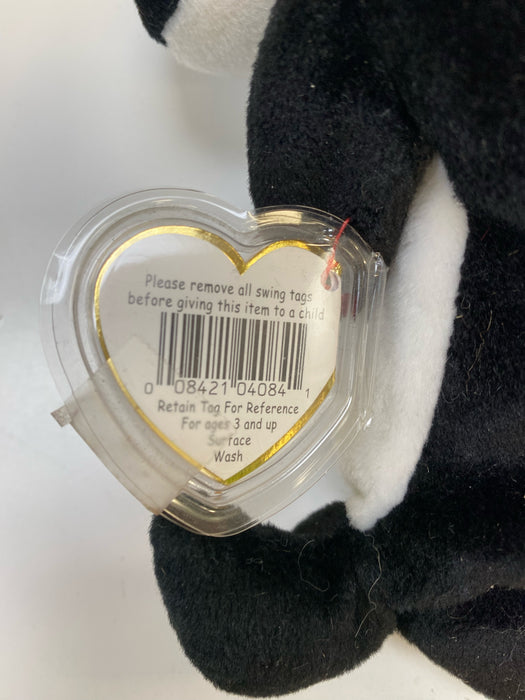 Please remove all swing tags
before giving this item to a child
0 08421 04084 1
Retain Tag For Reference
For ages 3 and up
Surface
Wash